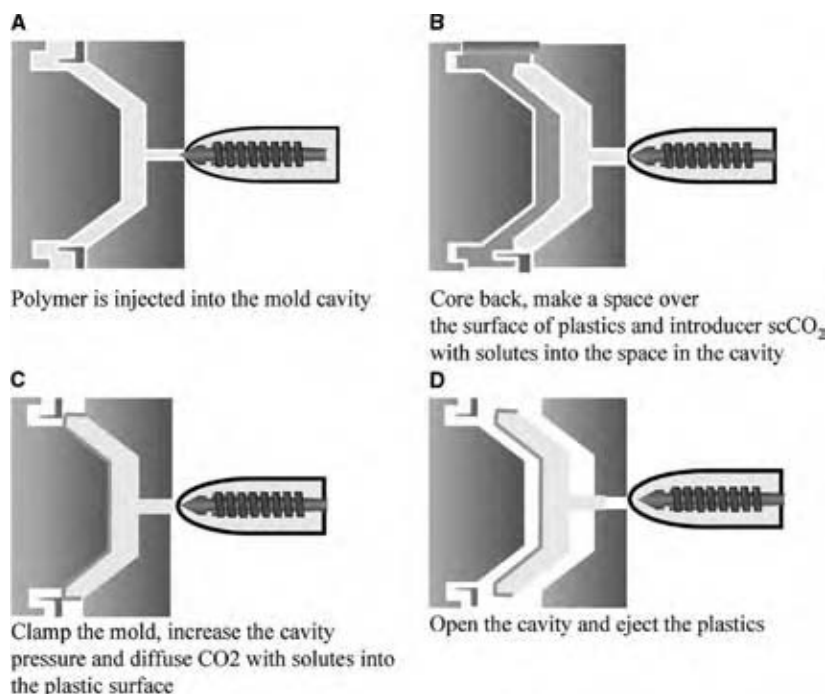 A
Polymer is injected into the mold cavity
B
Core back, make a space over
the surface of plastics and introducer scCO₂
with solutes into the space in the cavity
C
Clamp the mold, increase the cavity
pressure and diffuse CO2 with solutes into
the plastic surface
D
Open the cavity and eject the plastics